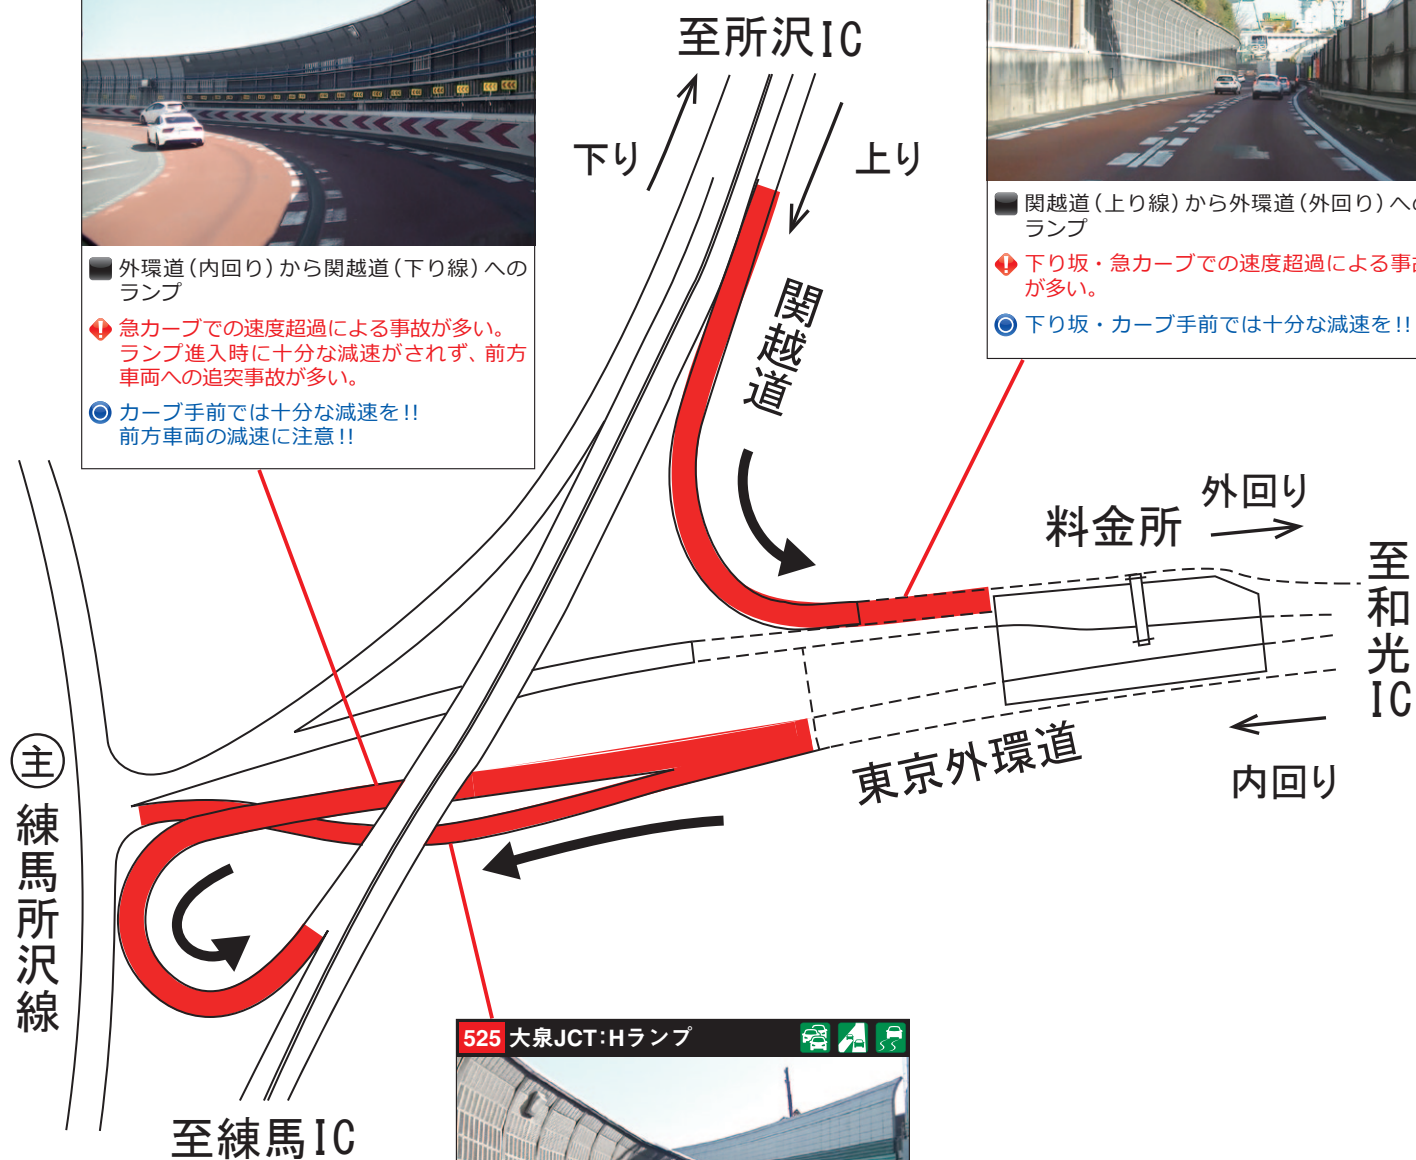 至所沢IC
下り
上り
関越道
外環道(内回り)から関越道(下り線)への
ランプ
急カーブでの速度超過による事故が多い。
ランプ進入時に十分な減速がされず、前方
車両への追突事故が多い。
カーブ手前では十分な減速を!!
前方車両の減速に注意!!
関越道(上り線)から外環道(外回り)への
ランプ
下り坂・急カーブでの速度超過による事故
が多い。
下り坂・カーブ手前では十分な減速を!!
外回り
料金所
至和光IC
東京外環道
内回り
主
練馬所沢線
525 大泉JCT:Hランプ
至練馬IC